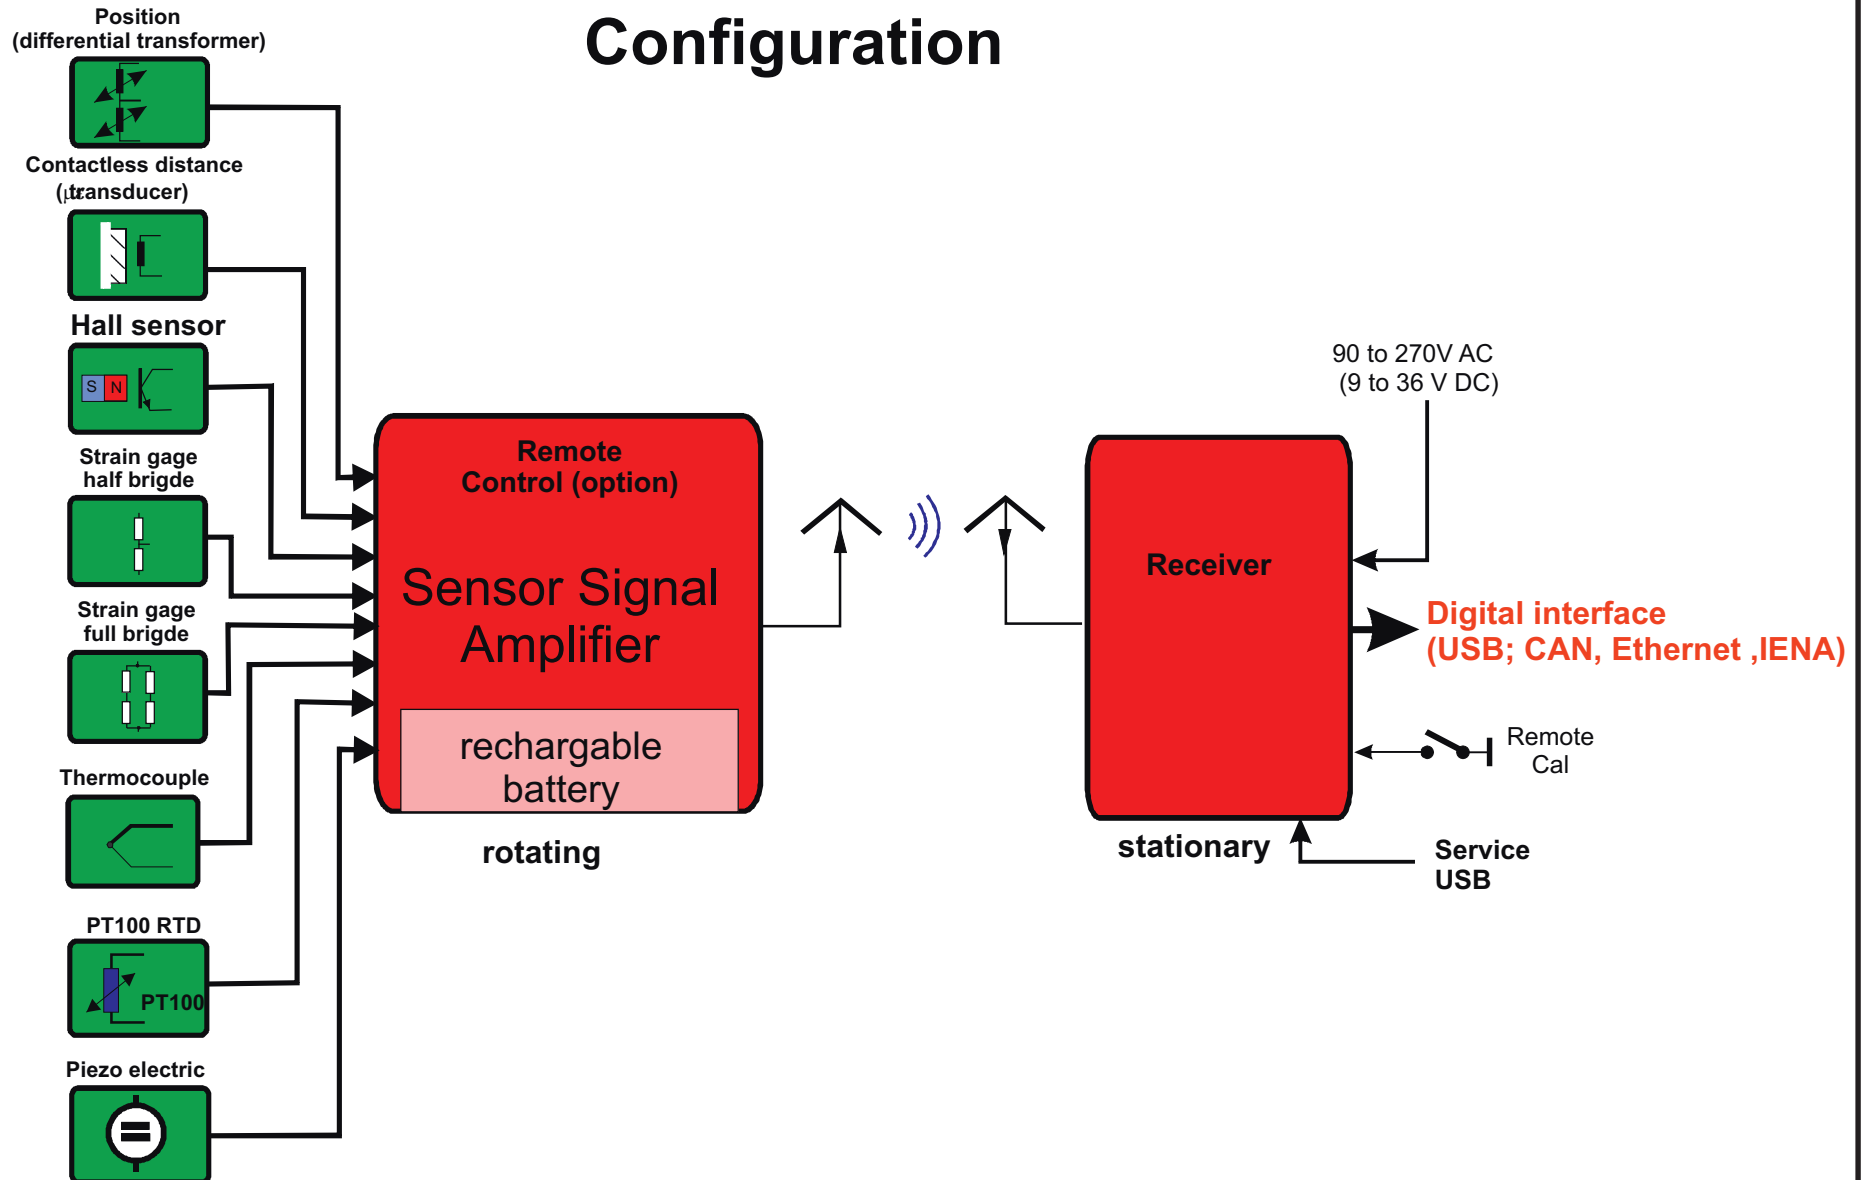 Configuration
Position
(differential transformer)
Contactless distance
transducer)
Hall sensor
S N
Strain gage
half brigde
Strain gage
full brigde
Thermocouple
PT100 RTD
PT100
Piezo electric
Remote
Control (option)
Sensor Signal
Amplifier
rechargable
battery
rotating
Receiver
stationary
90 to 270V AC
(9 to 36 V DC)
Digital interface
(USB; CAN, Ethernet ,IENA)
Remote
Cal
Service
USB